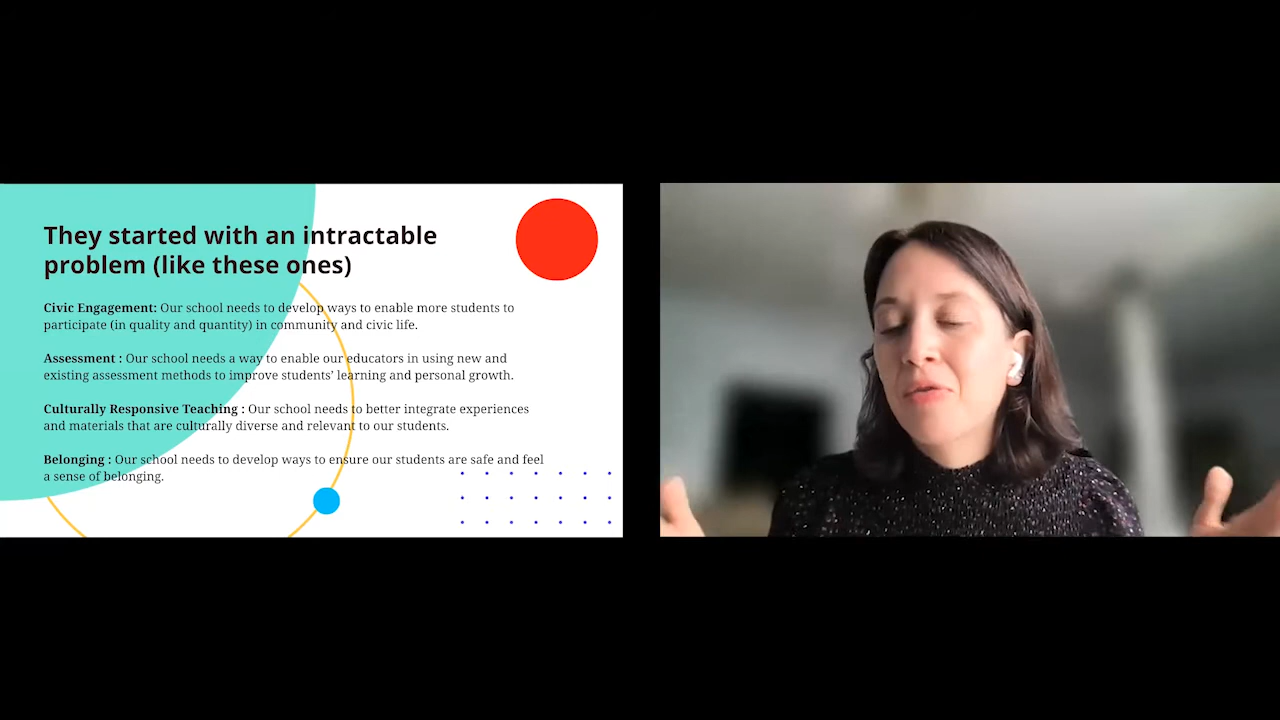 They started with an intractable
problem (like these ones)
Civic Engagement: Our school needs to develop ways to enable more students to
participate (in quality and quantity) in community and civic life.
Assessment : Our school needs a way to enable our educators in using new and
existing assessment methods to improve students' learning and personal growth.
Culturally Responsive Teaching : Our school needs to better integrate experiences
and materials that are culturally diverse and relevant to our students.
Belonging : Our school needs to develop ways to ensure our students are safe and feel
a sense of belonging.